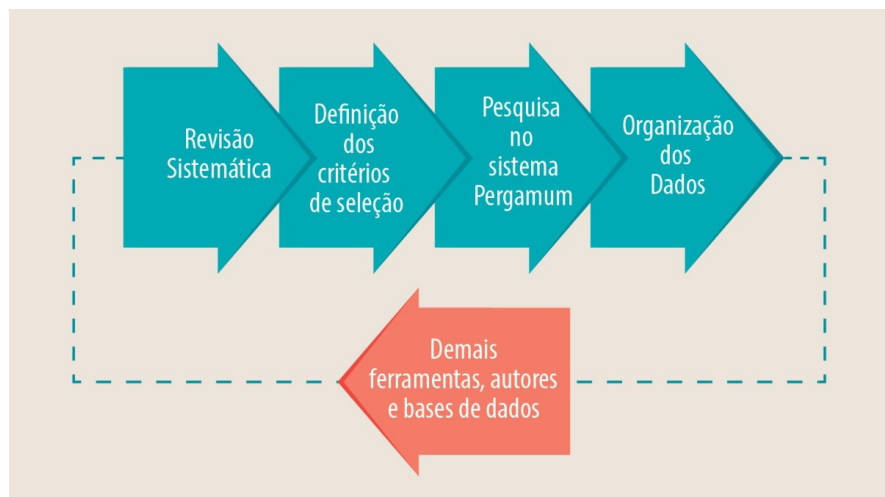 Revisão
Sistemática
Definição
dos
critérios
de seleção
Pesquisa
no
sistema
Pergamum
Organização
dos
Dados
Demais
ferramentas, autores
e bases de dados